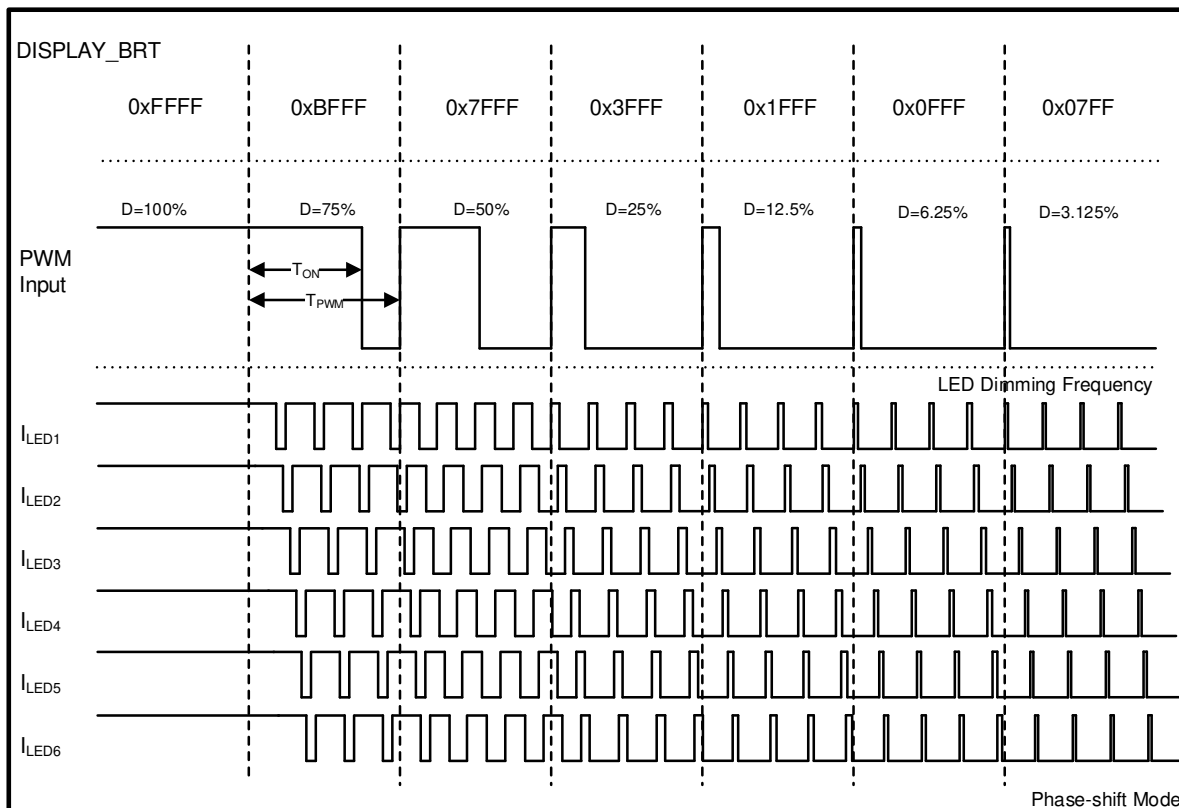 DISPLAY_BRT
0xFFFF 0xBFFF 0x7FFF 0x3FFF 0x1FFF 0x0FFF 0x07FF
D=100% D=75% D=50% D=25% D=12.5% D=6.25% D=3.125%
PWM
Input
TON
TPWM
LED Dimming Frequency
ILED1
ILED2
ILED3
ILED4
ILED5
ILED6
Phase-shift Mode